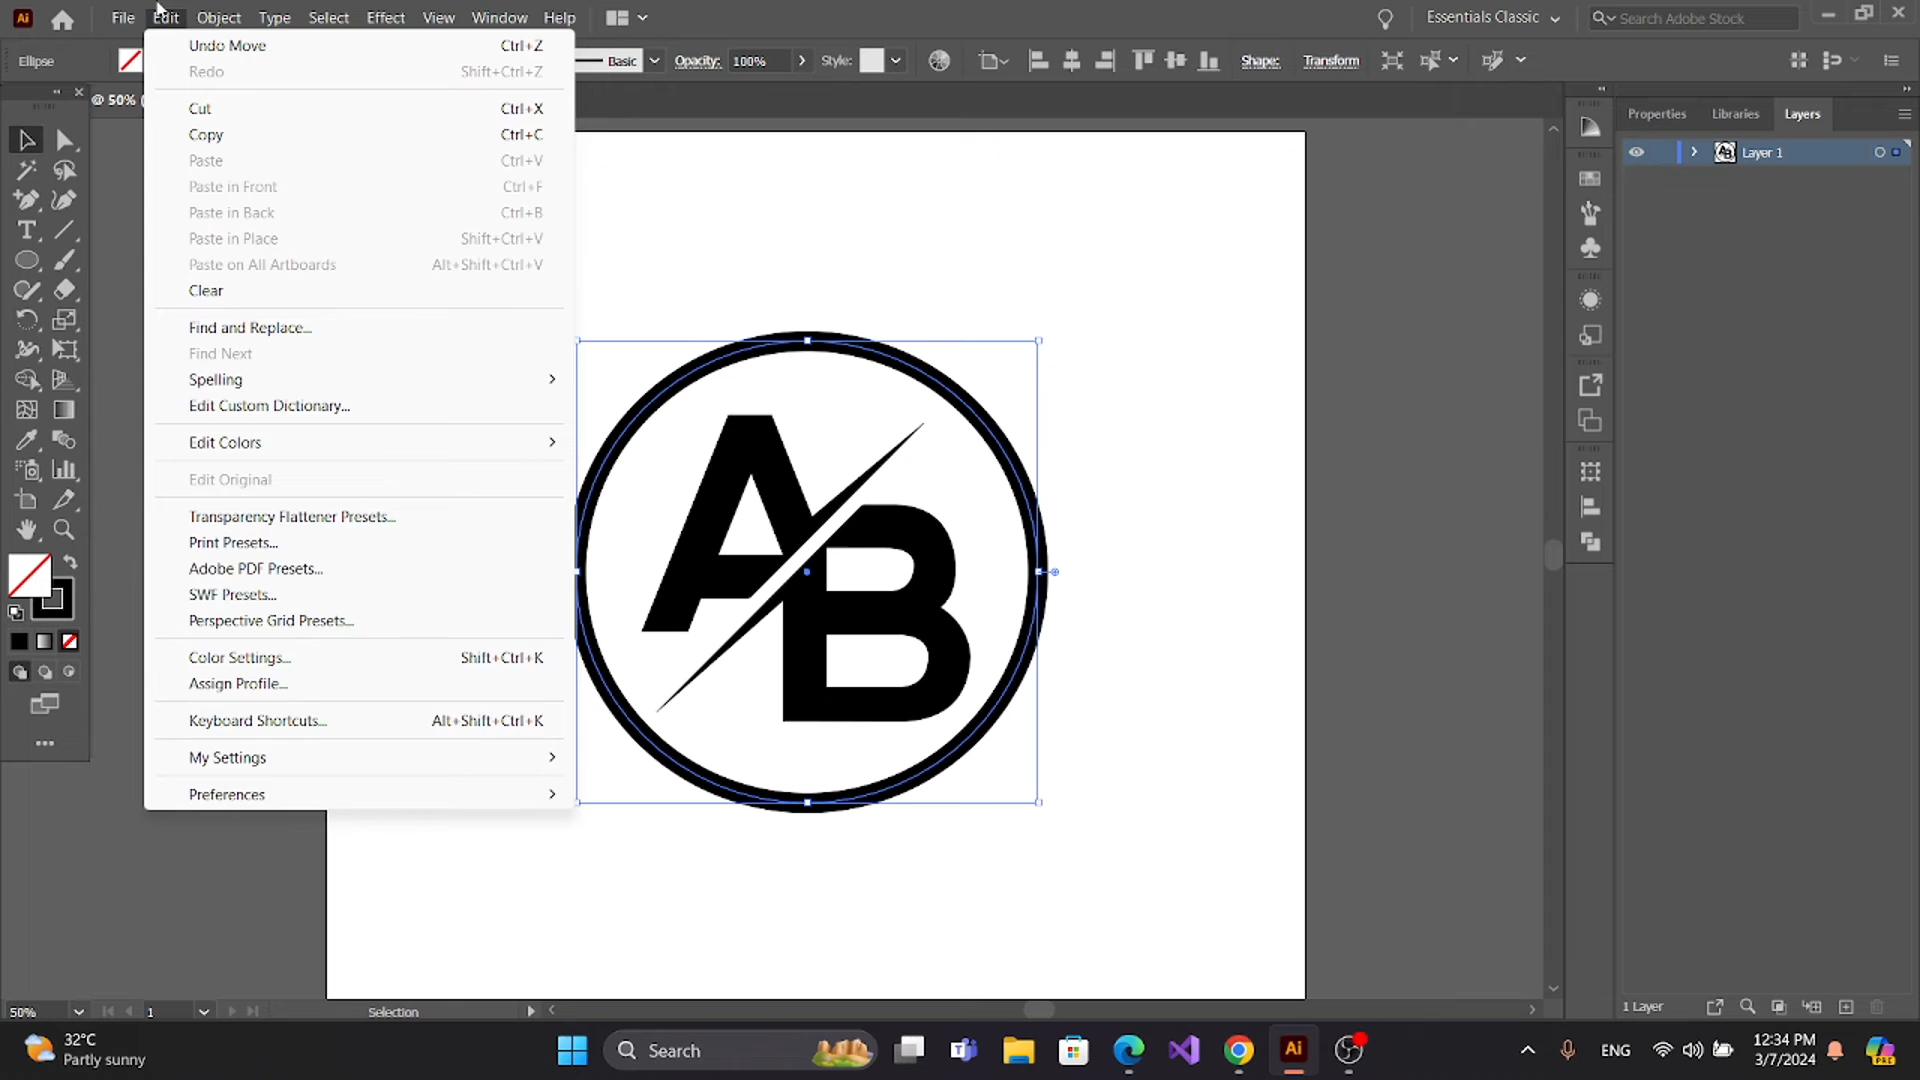 Ai File Edit Object Type Select Effect View Window Help Essentials Classic Search Adobe Stock
Ellipse Basic Opacity: 100% Style: Shape: Transform
@ 50%
Properties Libraries Layers
Layer 1
Undo Move Ctrl+Z
Redo Shift+Ctrl+Z
Cut Ctrl+X
Copy Ctrl+C
Paste Ctrl+V
Paste in Front Ctrl+F
Paste in Back Ctrl+B
Paste in Place Shift+Ctrl+V
Paste on All Artboards Alt+Shift+Ctrl+V
Clear
Find and Replace...
Find Next
Spelling
Edit Custom Dictionary...
Edit Colors
Edit Original
Transparency Flattener Presets...
Print Presets...
Adobe PDF Presets...
SWF Presets...
Perspective Grid Presets...
Color Settings... Shift+Ctrl+K
Assign Profile...
Keyboard Shortcuts... Alt+Shift+Ctrl+K
My Settings
Preferences
AB
50% 1 Selection
1 Layer
32°C
Partly sunny
Search
Ai
ENG
12:34 PM
3/7/2024
PRE